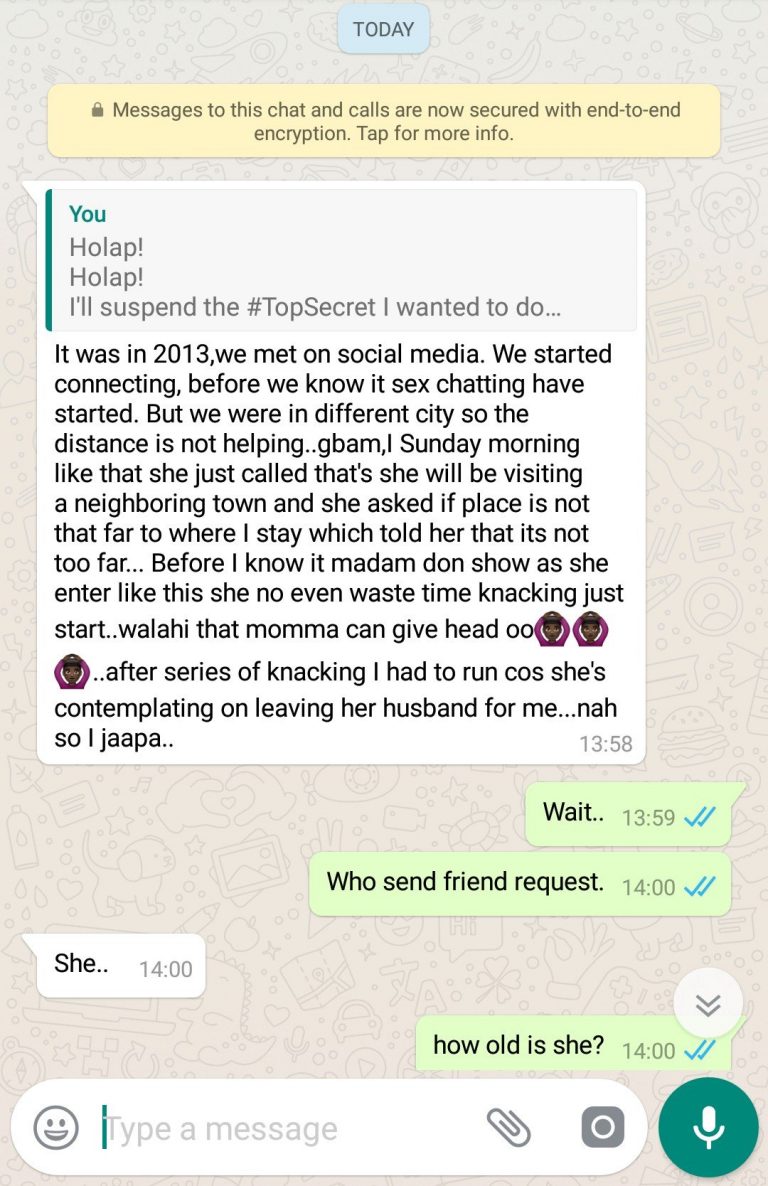 TODAY
Messages to this chat and calls are now secured with end-to-end
encryption. Tap for more info.
You
Holap!
Holap!
I'll suspend the #TopSecret I wanted to do...
It was in 2013,we met on social media. We started
connecting, before we know it sex chatting have
started. But we were in different city so the
distance is not helping..gbam,I Sunday morning
like that she just called that's she will be visiting
a neighboring town and she asked if place is not
that far to where I stay which told her that its not
too far... Before I know it madam don show as she
enter like this she no even waste time knacking just
start..walahi that momma can give head oo🙆🏿🙆🏿
🙆🏿..after series of knacking I had to run cos she's
contemplating on leaving her husband for me...nah
so I jaapa..
13:58
Wait.. 13:59
Who send friend request. 14:00
She.. 14:00
how old is she? 14:00
Type a message